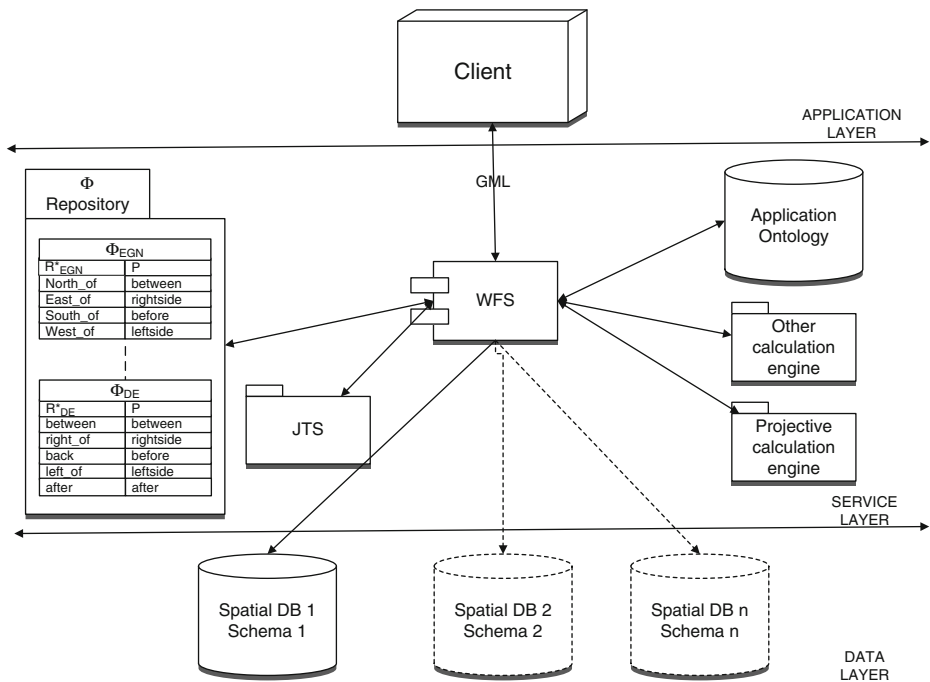 Client
APPLICATION
LAYER
GML
Φ
Repository
Φ_EGN
R*_EGN P
North_of between
East_of rightside
South_of before
West_of leftside
Φ_DE
R*_DE P
between between
right_of rightside
back before
left_of leftside
after after
WFS
JTS
Application
Ontology
Other
calculation
engine
Projective
calculation
engine
SERVICE
LAYER
Spatial DB 1
Schema 1
Spatial DB 2
Schema 2
Spatial DB n
Schema n
DATA
LAYER